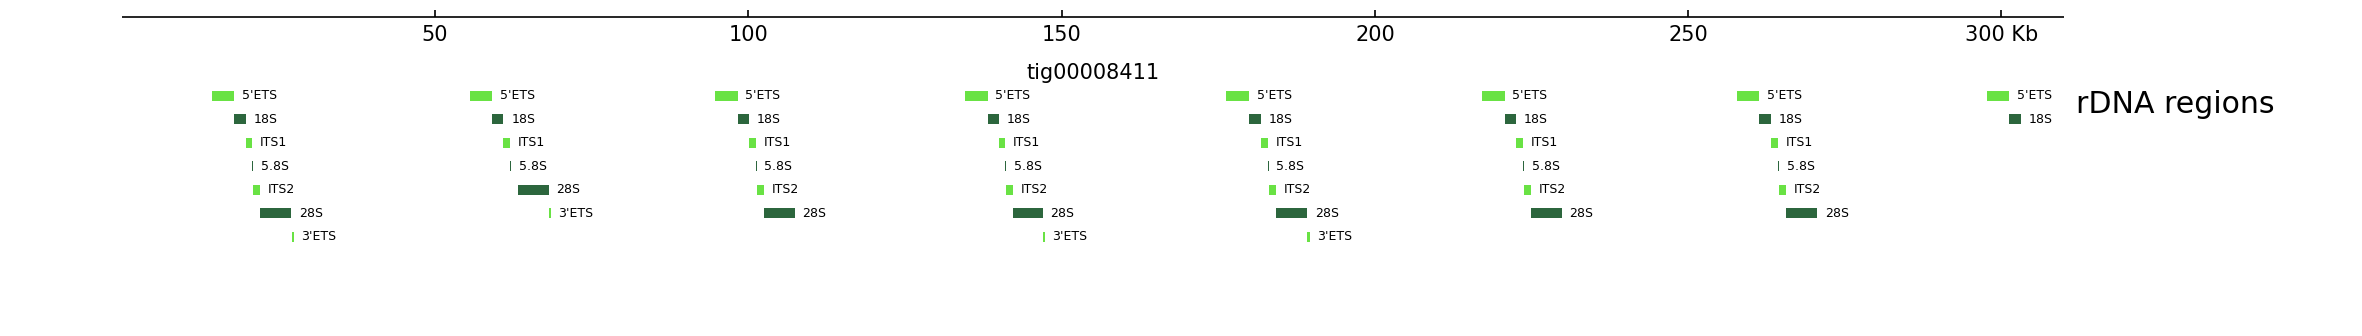 50 100 150 200 250 300 Kb
tig00008411
5'ETS 5'ETS 5'ETS 5'ETS 5'ETS 5'ETS 5'ETS 5'ETS rDNA regions
18S 18S 18S 18S 18S 18S 18S 18S
ITS1 ITS1 ITS1 ITS1 ITS1 ITS1 ITS1
5.8S 5.8S 5.8S 5.8S 5.8S 5.8S 5.8S
ITS2 28S ITS2 ITS2 ITS2 ITS2 ITS2
28S 3'ETS 28S 28S 28S 28S 28S
3'ETS 3'ETS 3'ETS